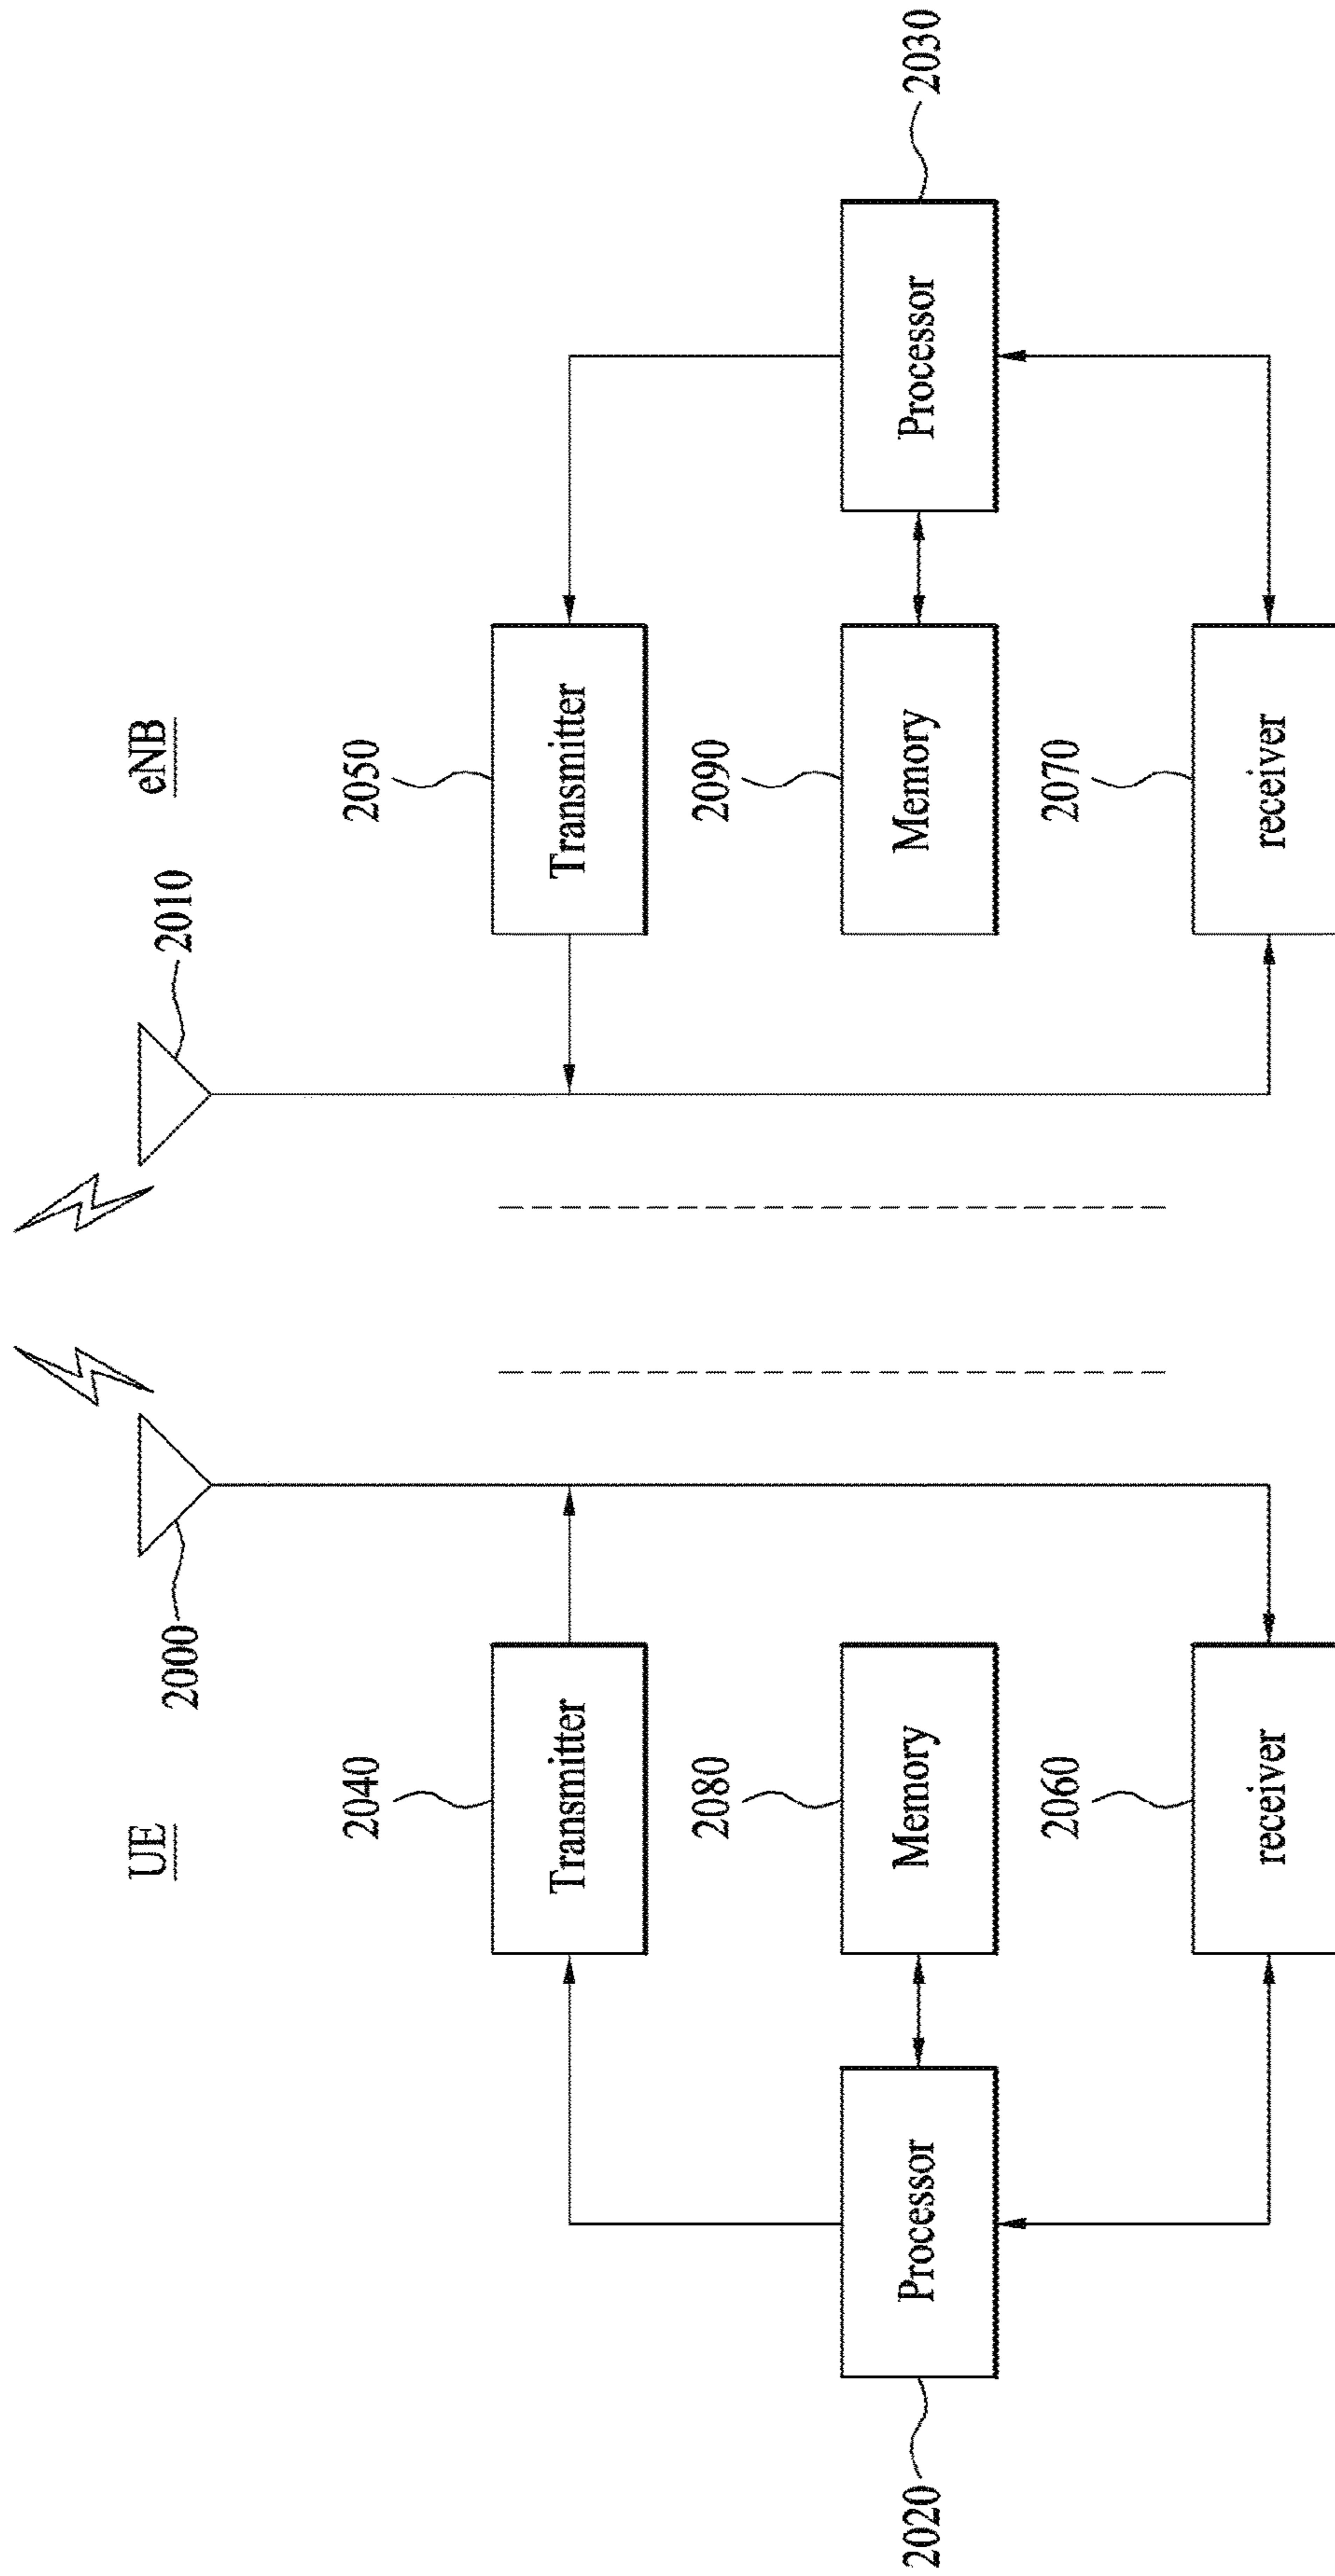 UE
eNB
2000
2010
2040
Transmitter
2050
Transmitter
2080
Memory
2090
Memory
2020
Processor
2030
Processor
2060
receiver
2070
receiver